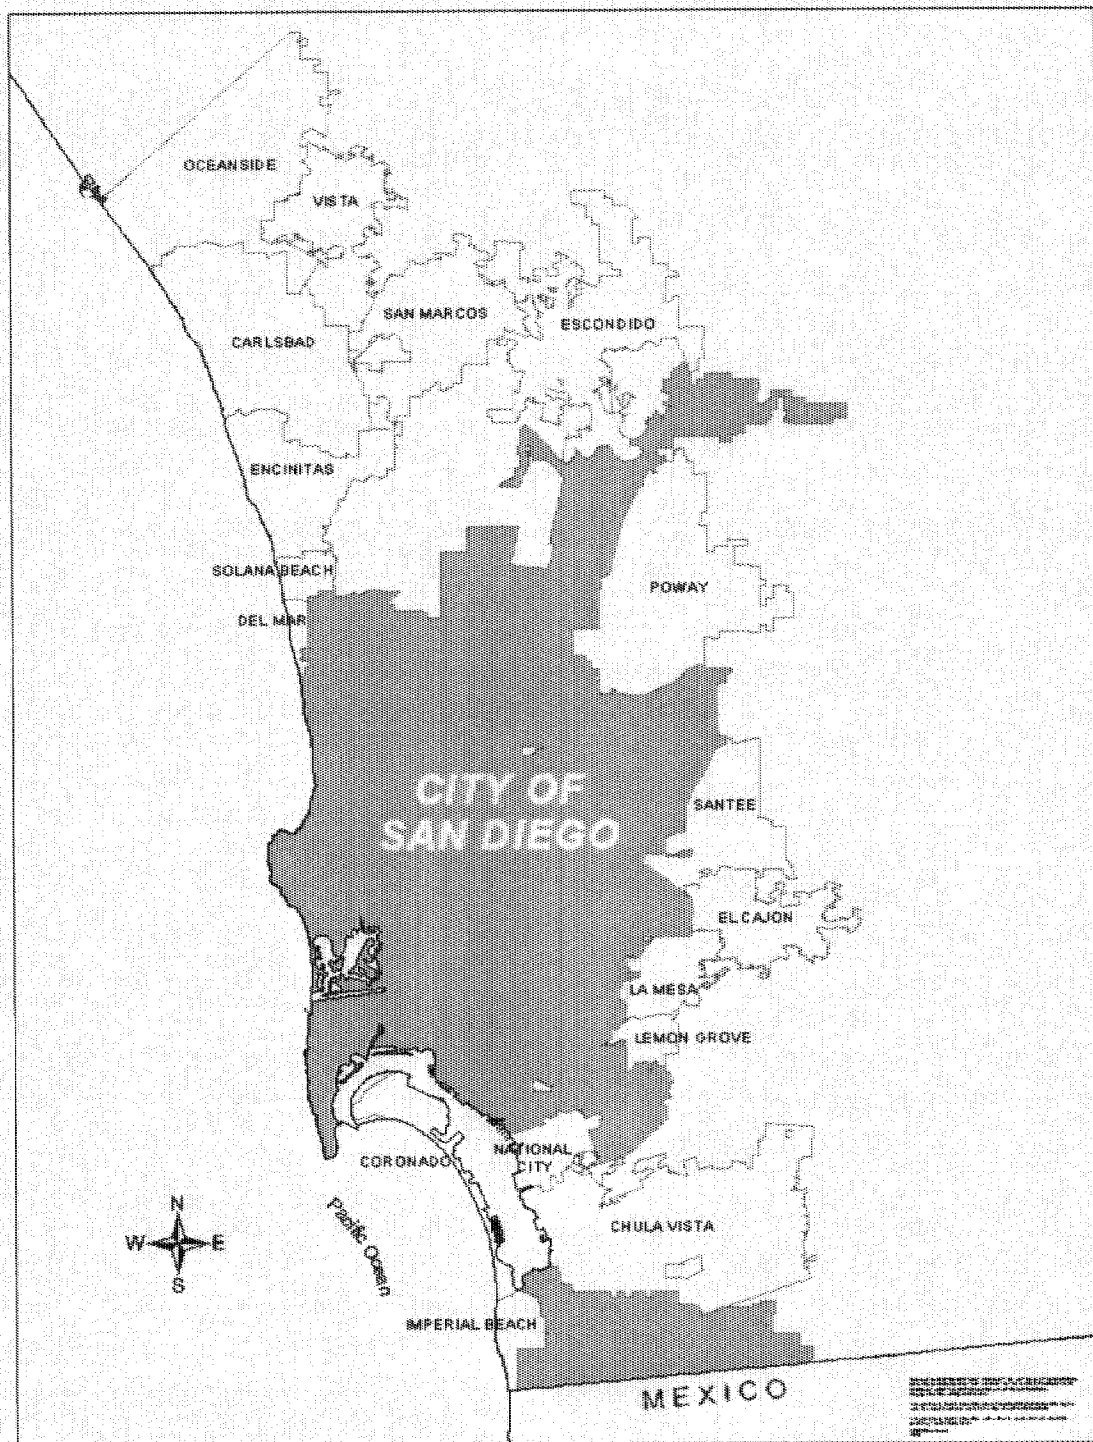 OCEANSIDE
VISTA
SAN MARCOS
ESCONDIDO
CARLSBAD
ENCINITAS
SOLANA BEACH
POWAY
DEL MAR
CITY OF
SAN DIEGO
SANTEE
EL CAJON
LA MESA
LEMON GROVE
NATIONAL
CITY
CORONADO
CHULA VISTA
Pacific Ocean
N
W E
S
IMPERIAL BEACH
MEXICO